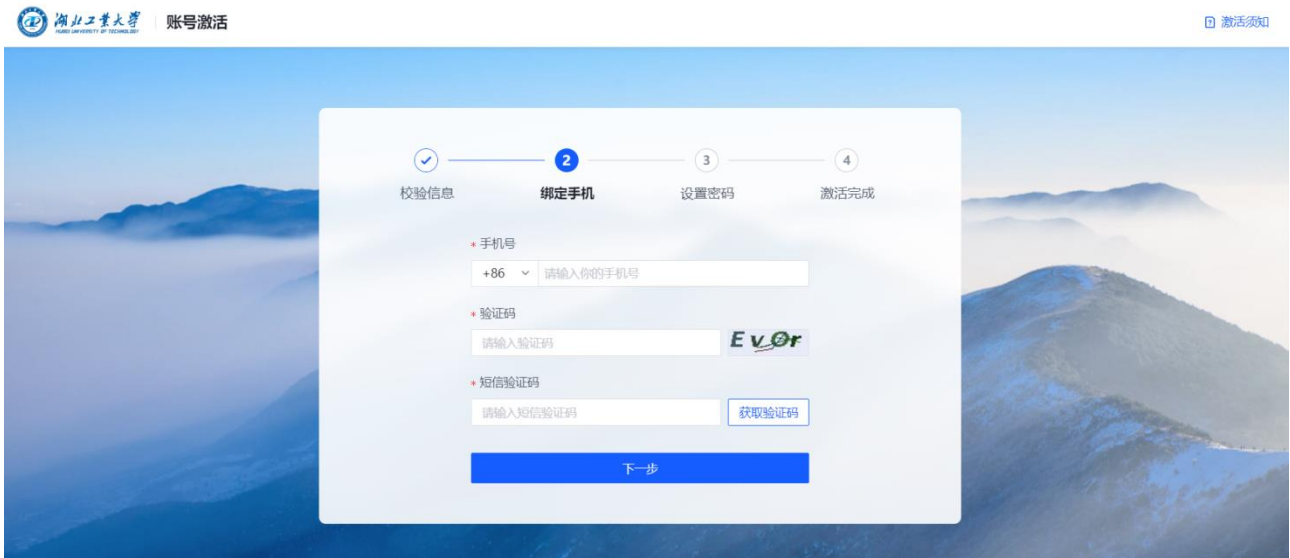 湖北工业大学
HUBEI UNIVERSITY OF TECHNOLOGY
账号激活
激活须知
2
3
4
校验信息
绑定手机
设置密码
激活完成
* 手机号
+86
请输入你的手机号
* 验证码
请输入验证码
EvOr
* 短信验证码
请输入短信验证码
获取验证码
下一步